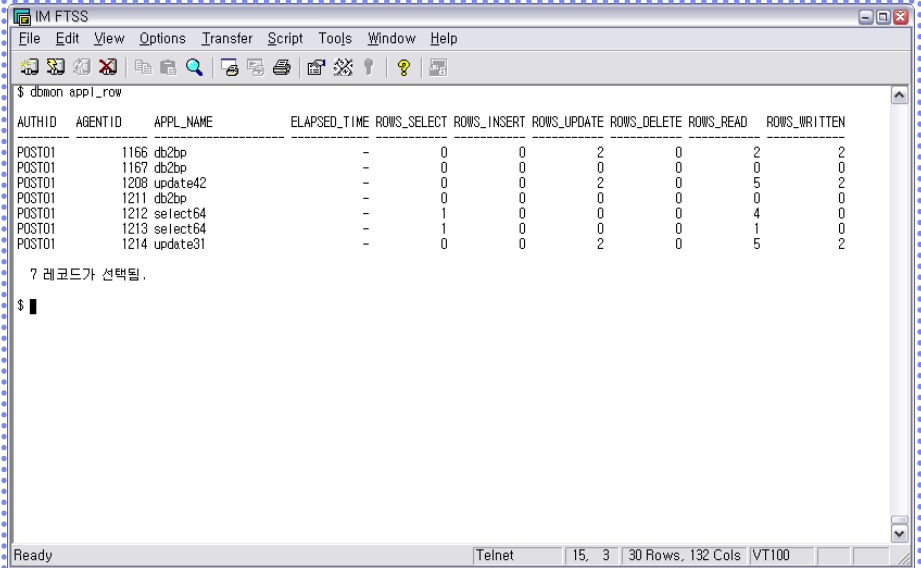 IM FTSS
File Edit View Options Transfer Script Tools Window Help
$ dbmon appl_row
AUTHID AGENTID APPL_NAME ELAPSED_TIME ROWS_SELECT ROWS_INSERT ROWS_UPDATE ROWS_DELETE ROWS_READ ROWS_WRITTEN
-------- ----------- -------------------- ------------ ----------- ----------- ----------- ----------- ----------- ------------
POST01 1166 db2bp - 0 0 2 0 2 2
POST01 1167 db2bp - 0 0 0 0 0 0
POST01 1208 update42 - 0 0 2 0 5 2
POST01 1211 db2bp - 0 0 0 0 0 0
POST01 1212 select64 - 1 0 0 0 4 0
POST01 1213 select64 - 1 0 0 0 1 0
POST01 1214 update31 - 0 0 2 0 5 2
7 레코드가 선택됨.
$
Ready Telnet 15, 3 30 Rows, 132 Cols VT100